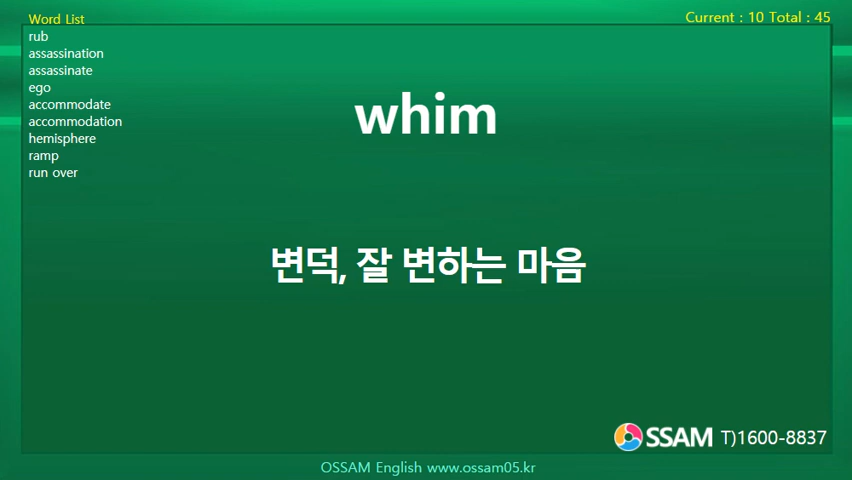 Word List
Current : 10 Total : 45
rub
assassination
assassinate
ego
accommodate
accommodation
hemisphere
ramp
run over
whim
변덕, 잘 변하는 마음
OSSAM T)1600-8837
OSSAM English www.ossam05.kr